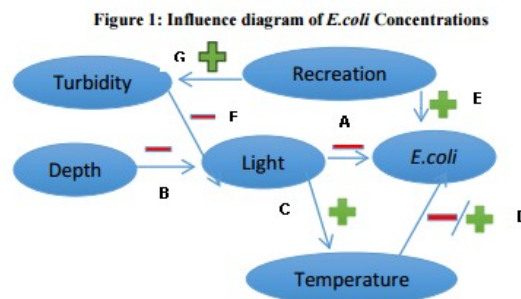 Figure 1: Influence diagram of E.coli Concentrations
G
Turbidity
Recreation
E
F
A
Depth
Light
E.coli
B
C
D
Temperature